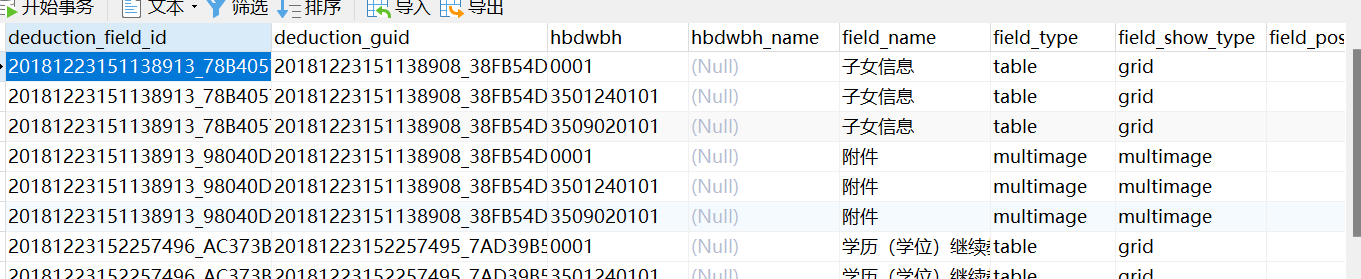 开始事务 文本 筛选 排序 导入 导出
deduction_field_id deduction_guid hbdwbh hbdwbh_name field_name field_type field_show_type field_pos
20181223151138913_78B4057 20181223151138908_38FB54D 0001 (Null) 子女信息 table grid
20181223151138913_78B4057 20181223151138908_38FB54D 3501240101 (Null) 子女信息 table grid
20181223151138913_78B4057 20181223151138908_38FB54D 3509020101 (Null) 子女信息 table grid
20181223151138913_98040D 20181223151138908_38FB54D 0001 (Null) 附件 multimage multimage
20181223151138913_98040D 20181223151138908_38FB54D 3501240101 (Null) 附件 multimage multimage
20181223151138913_98040D 20181223151138908_38FB54D 3509020101 (Null) 附件 multimage multimage
20181223152257496_AC373B 20181223152257495_7AD39B5 0001 (Null) 学历（学位）继续 table grid
20181223152257496_AC373B 20181223152257495_7AD39B5 3501240101 (Null) 学历（学位）继续 table grid